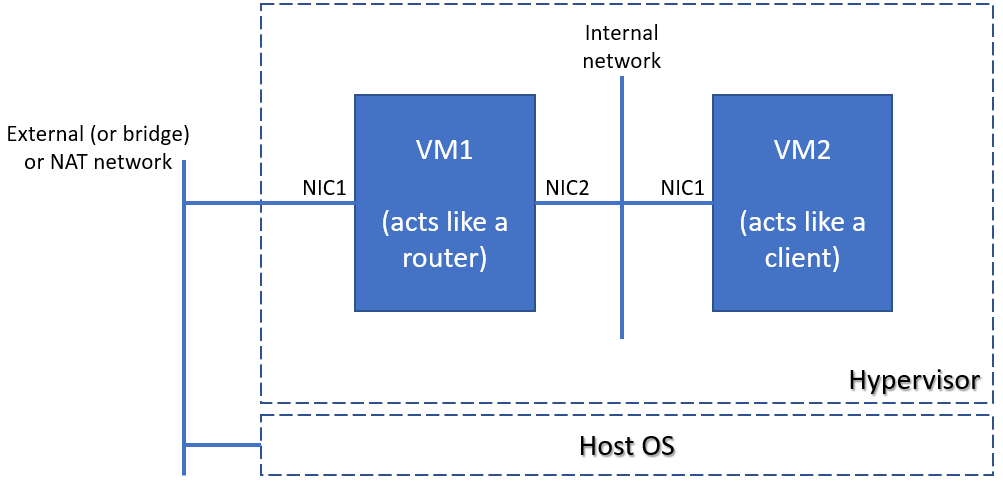 Internal
network
External (or bridge)
or NAT network
VM1
VM2
NIC1
NIC2
NIC1
(acts like a
router)
(acts like a
client)
Hypervisor
Host OS